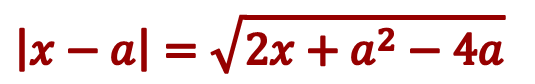 |x − a| = √(2x + a² − 4a)